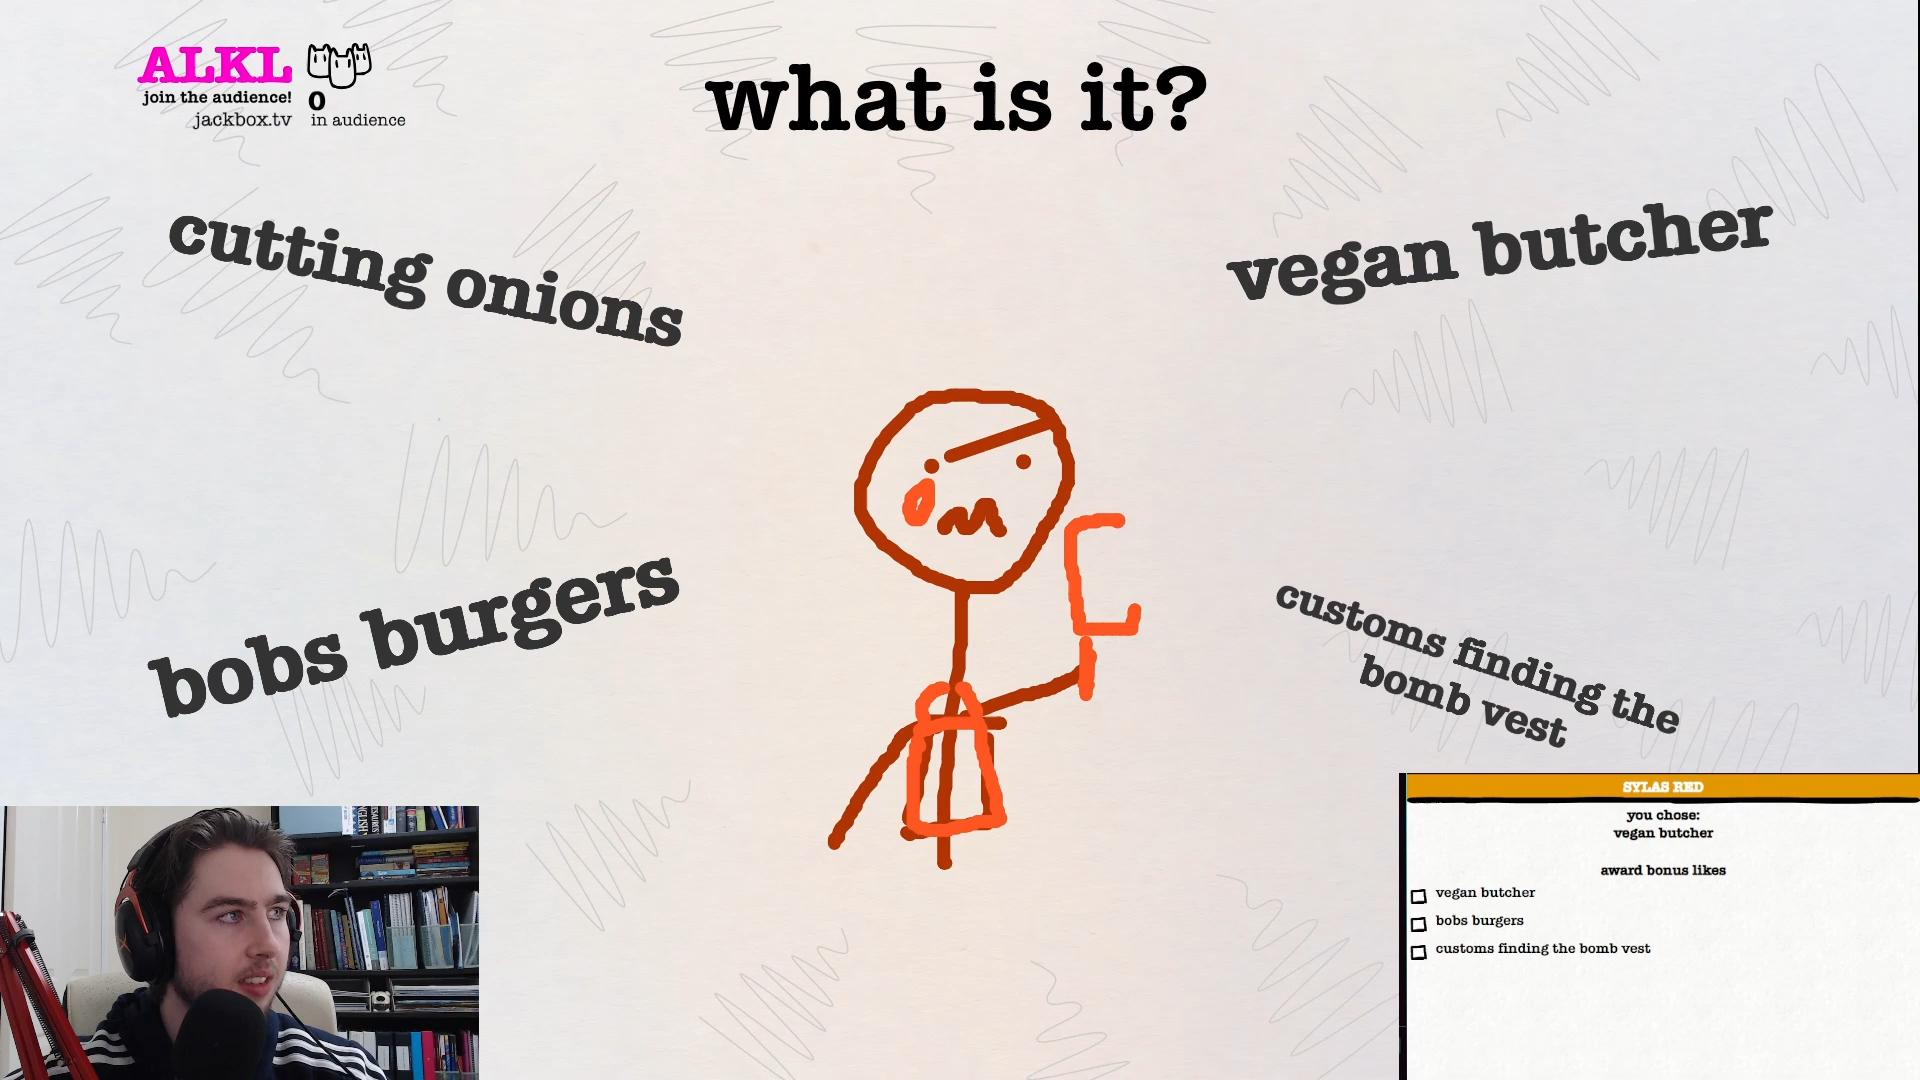 ALKL
join the audience!
jackbox.tv
0
in audience
what is it?
cutting onions
vegan butcher
bobs burgers
customs finding the
bomb vest
SYLAS RED
you chose:
vegan butcher
award bonus likes
vegan butcher
bobs burgers
customs finding the bomb vest